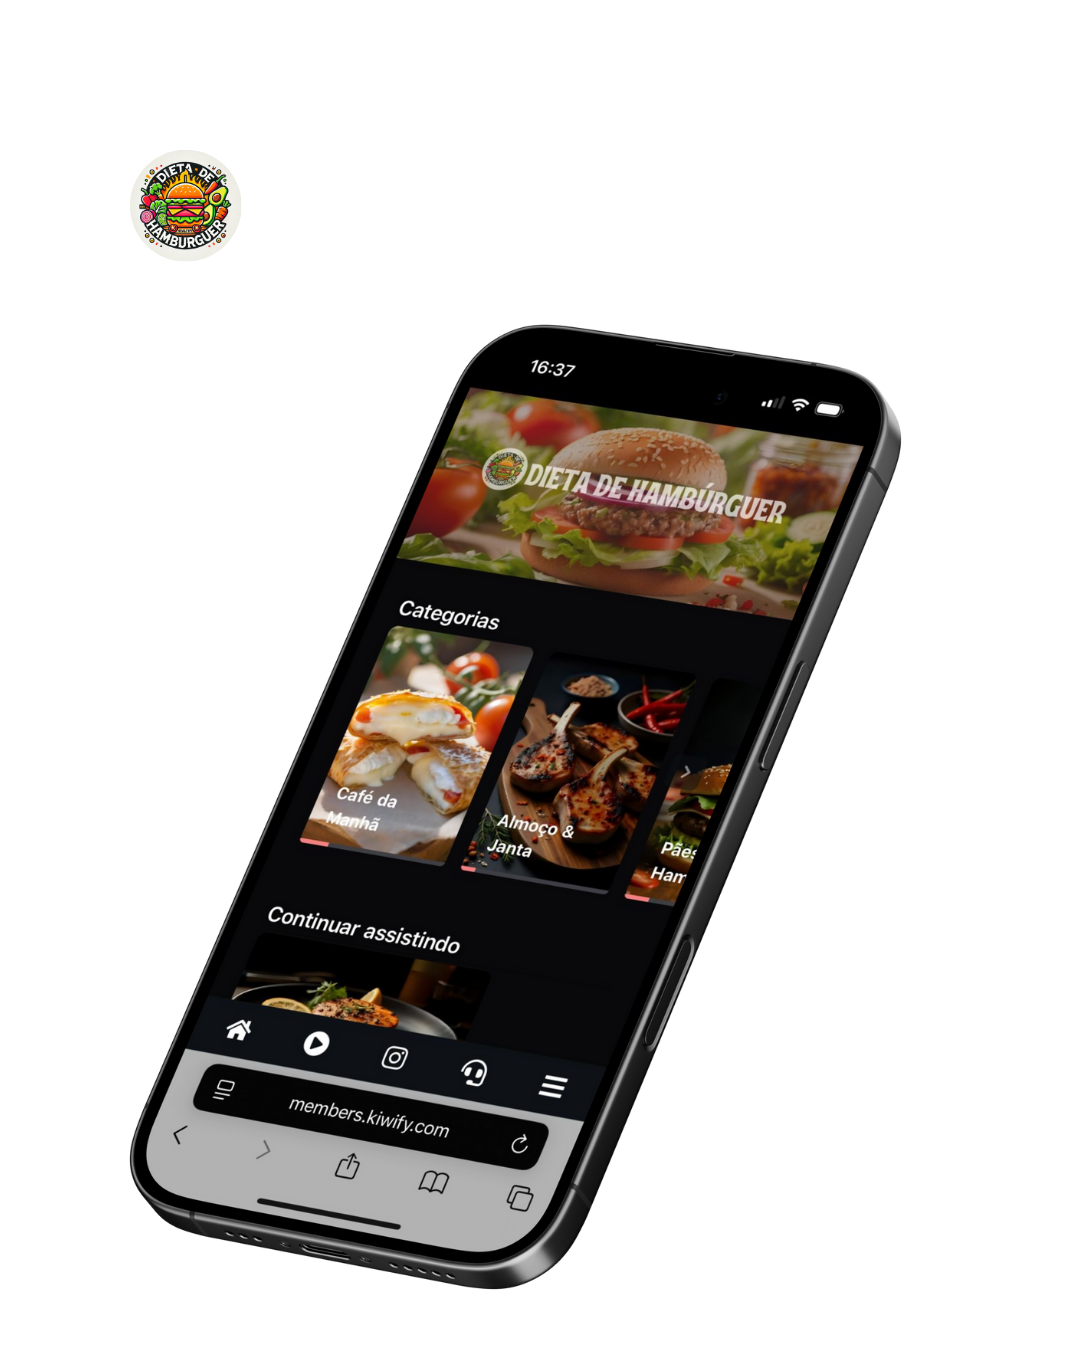 DIETA DE
HAMBURGUER
16:37
DIETA DE HAMBÚRGUER
Categorias
Café da
Manhã
Almoço &
Janta
Pães
Ham
Continuar assistindo
members.kiwify.com